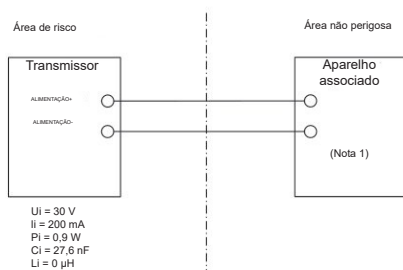 Área de risco
Área não perigosa
Transmissor
Aparelho
associado
ALIMENTAÇÃO+
ALIMENTAÇÃO-
(Nota 1)
Ui = 30 V
Ii = 200 mA
Pi = 0,9 W
Ci = 27,6 nF
Li = 0 µH